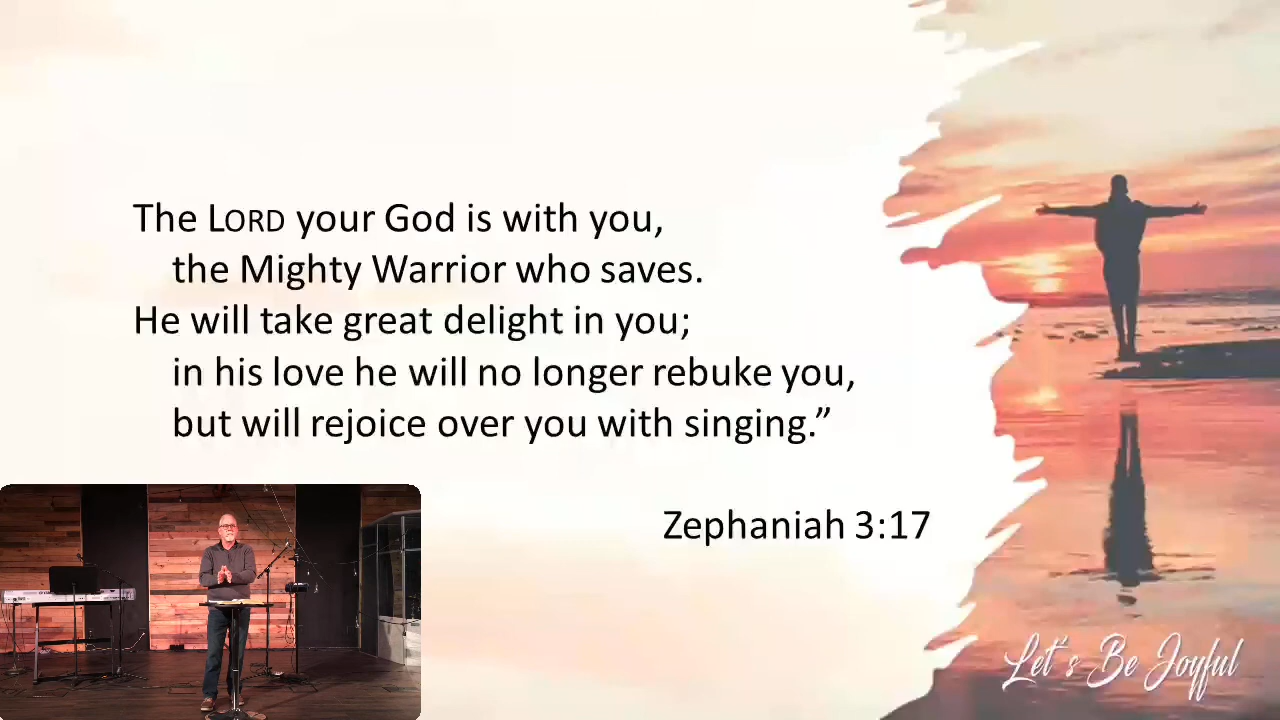 The LORD your God is with you,
the Mighty Warrior who saves.
He will take great delight in you;
in his love he will no longer rebuke you,
but will rejoice over you with singing.”
Zephaniah 3:17
Let's Be Joyful